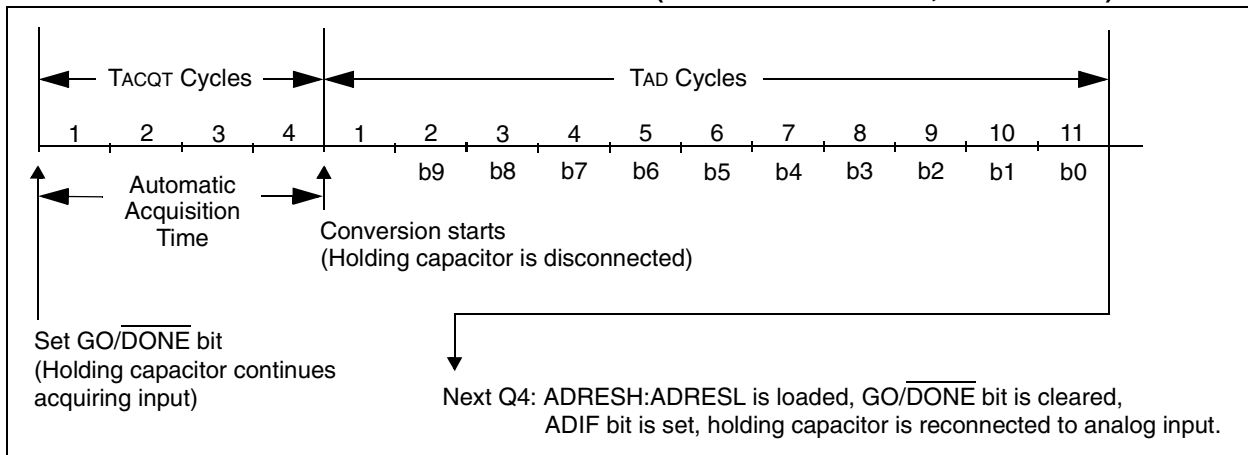 TACQT Cycles
TAD Cycles
1 2 3 4 1 2 3 4 5 6 7 8 9 10 11
b9 b8 b7 b6 b5 b4 b3 b2 b1 b0
Automatic
Acquisition
Time
Conversion starts
(Holding capacitor is disconnected)
Set GO/DONE bit
(Holding capacitor continues
acquiring input)
Next Q4: ADRESH:ADRESL is loaded, GO/DONE bit is cleared,
ADIF bit is set, holding capacitor is reconnected to analog input.